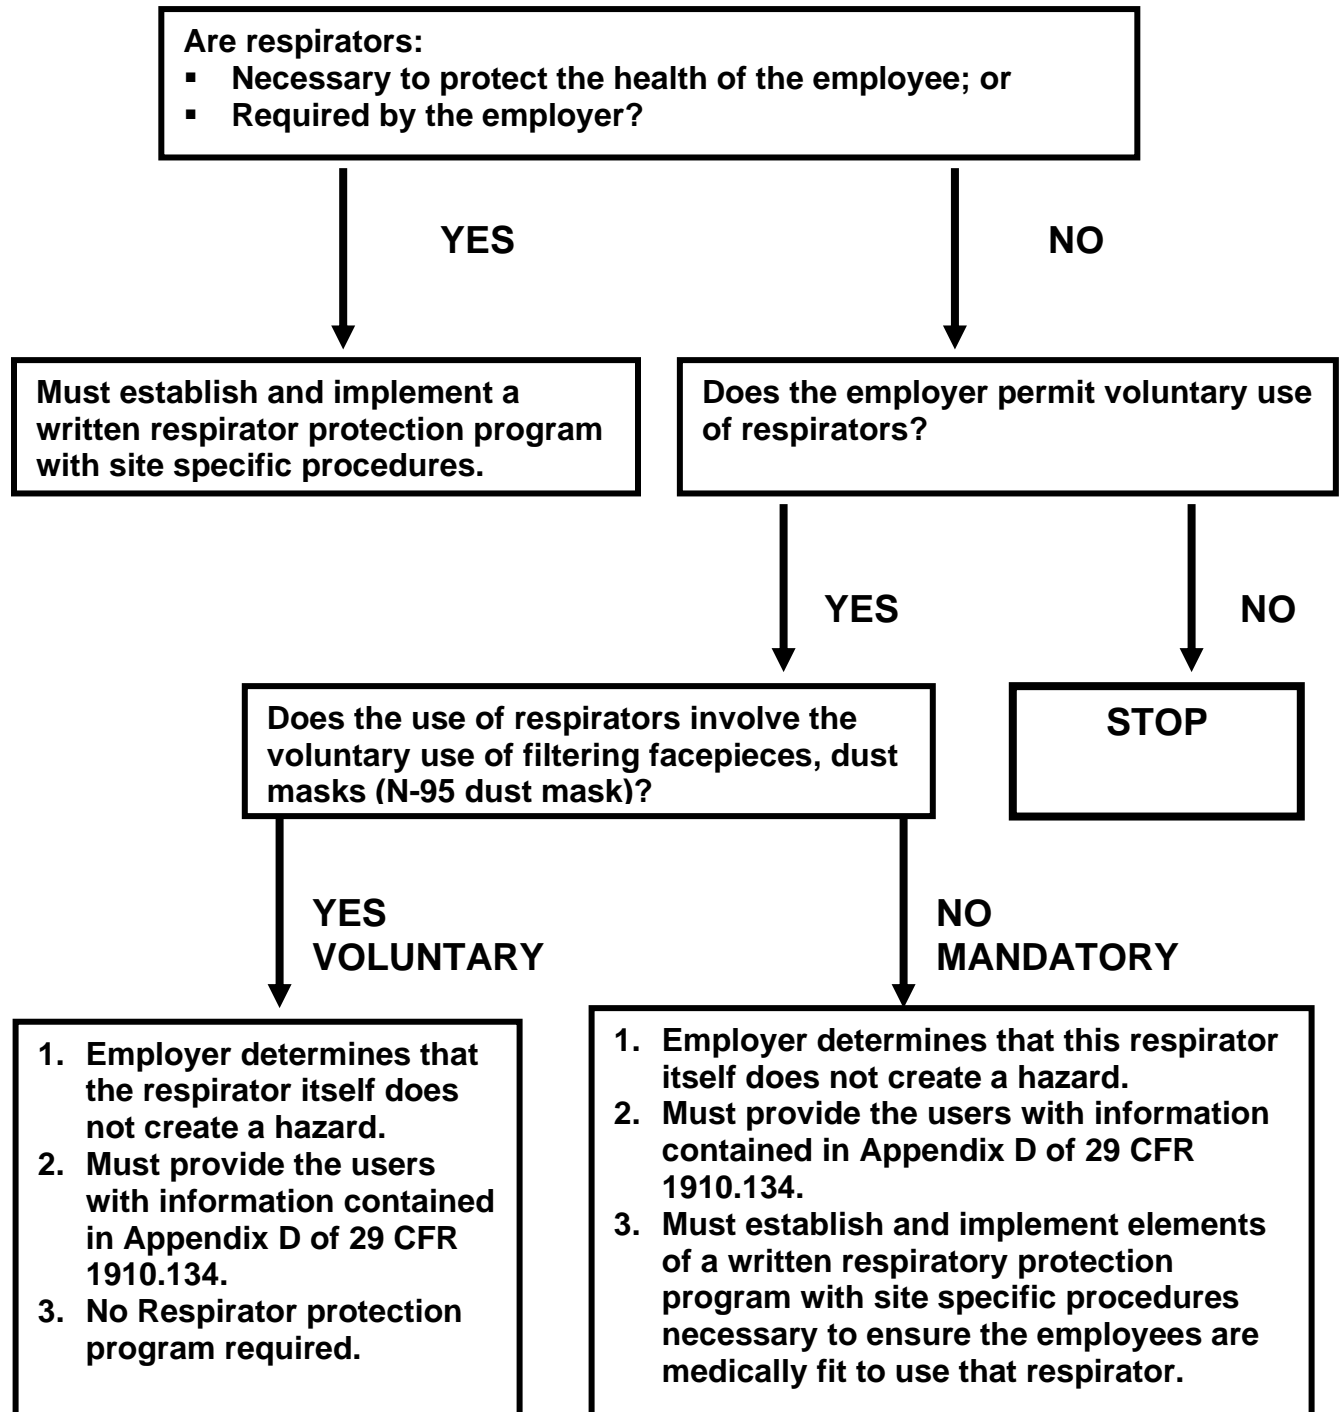 Are respirators:
▪ Necessary to protect the health of the employee; or
▪ Required by the employer?
YES
NO
Must establish and implement a
written respirator protection program
with site specific procedures.
Does the employer permit voluntary use
of respirators?
YES
NO
Does the use of respirators involve the
voluntary use of filtering facepieces, dust
masks (N-95 dust mask)?
STOP
YES
VOLUNTARY
NO
MANDATORY
1. Employer determines that
the respirator itself does
not create a hazard.
2. Must provide the users
with information contained
in Appendix D of 29 CFR
1910.134.
3. No Respirator protection
program required.
1. Employer determines that this respirator
itself does not create a hazard.
2. Must provide the users with information
contained in Appendix D of 29 CFR
1910.134.
3. Must establish and implement elements
of a written respiratory protection
program with site specific procedures
necessary to ensure the employees are
medically fit to use that respirator.